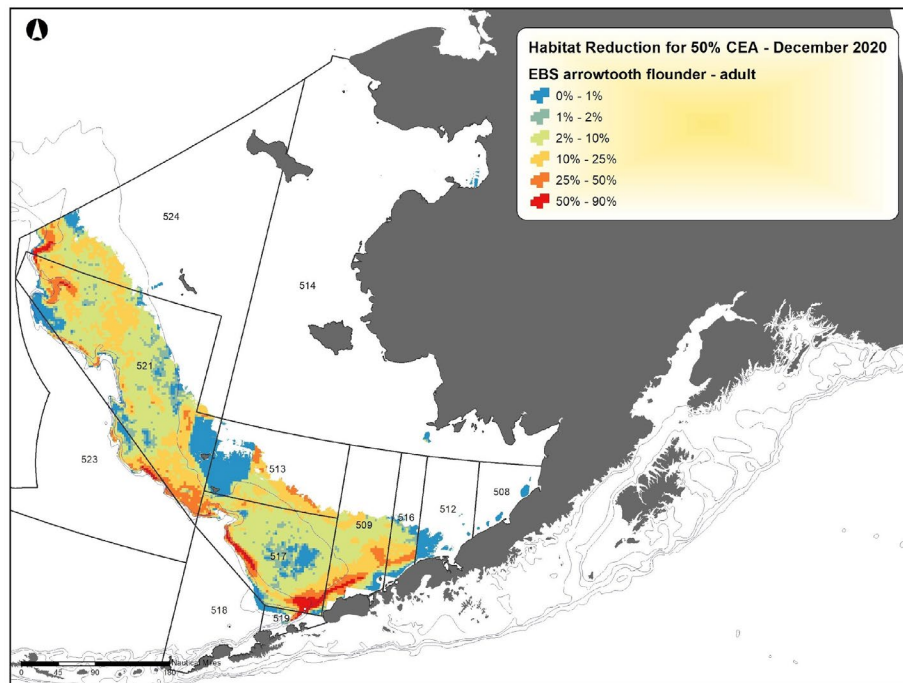 Habitat Reduction for 50% CEA - December 2020
EBS arrowtooth flounder - adult
0% - 1%
1% - 2%
2% - 10%
10% - 25%
25% - 50%
50% - 90%
524
514
521
523
513
509
516
512
508
517
518
519
Nautical Miles
0 45 90 180